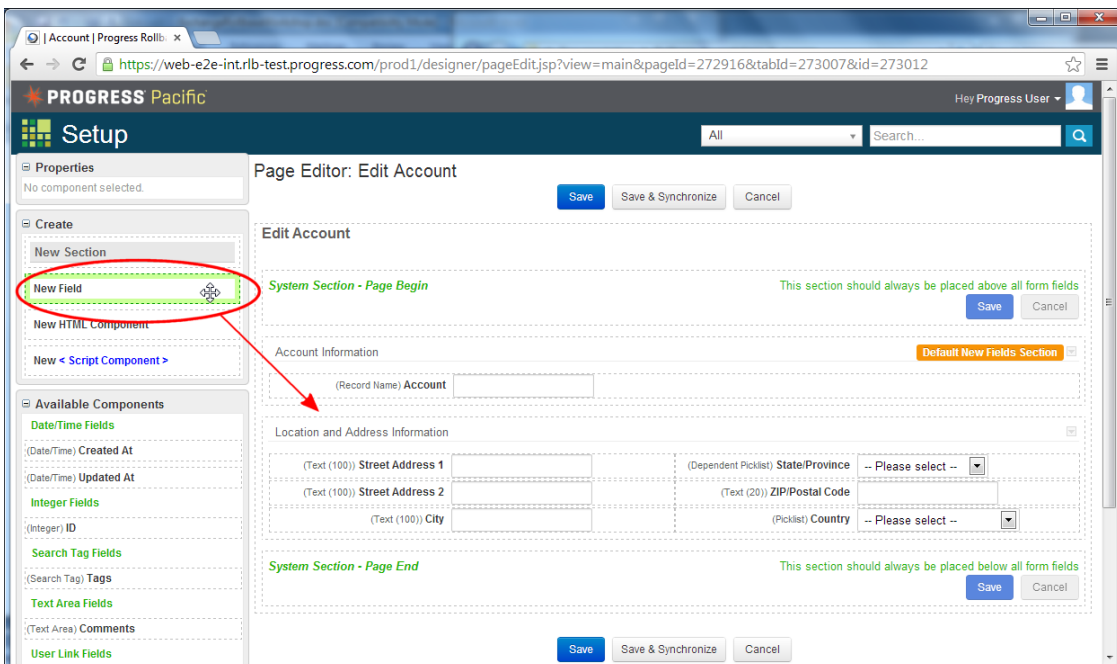 | Account | Progress Rollb
https://web-e2e-int.rlb-test.progress.com/prod1/designer/pageEdit.jsp?view=main&pageId=272916&tabId=273007&id=273012
PROGRESS Pacific
Hey Progress User
Setup
All
Search...
Properties
No component selected.
Create
New Section
New Field
New HTML Component
New < Script Component >
Available Components
Date/Time Fields
(Date/Time) Created At
(Date/Time) Updated At
Integer Fields
(Integer) ID
Search Tag Fields
(Search Tag) Tags
Text Area Fields
(Text Area) Comments
User Link Fields
Page Editor: Edit Account
Save Save & Synchronize Cancel
Edit Account
System Section - Page Begin
This section should always be placed above all form fields
Save Cancel
Account Information
Default New Fields Section
(Record Name) Account
Location and Address Information
(Text (100)) Street Address 1
(Dependent Picklist) State/Province -- Please select --
(Text (100)) Street Address 2
(Text (20)) ZIP/Postal Code
(Text (100)) City
(Picklist) Country -- Please select --
System Section - Page End
This section should always be placed below all form fields
Save Cancel
Save Save & Synchronize Cancel